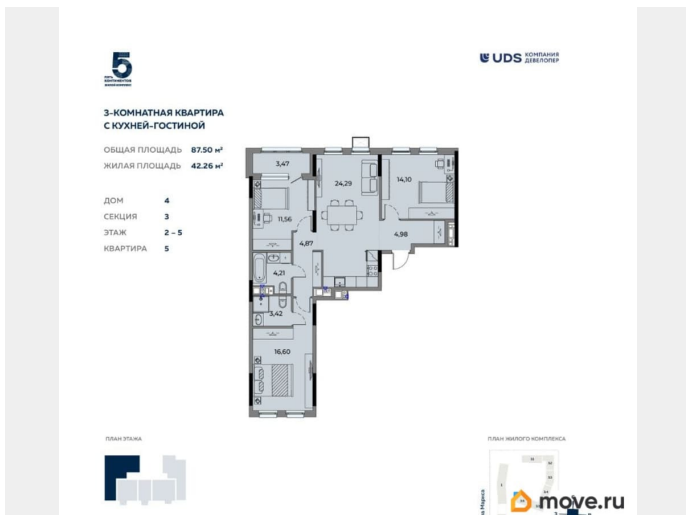 5
ПЯТЬ
КОНТИНЕНТОВ
UDS КОМПАНИЯ
ДЕВЕЛОПЕР
3-КОМНАТНАЯ КВАРТИРА
С КУХНЕЙ-ГОСТИНОЙ
ОБЩАЯ ПЛОЩАДЬ 87.50 м²
ЖИЛАЯ ПЛОЩАДЬ 42.26 м²
ДОМ 4
СЕКЦИЯ 3
ЭТАЖ 2 – 5
КВАРТИРА 5
3,47
24,29
14,10
11,56
4,87
4,98
4,21
3,42
16,60
ПЛАН ЭТАЖА
ПЛАН ЖИЛОГО КОМПЛЕКСА
move.ru